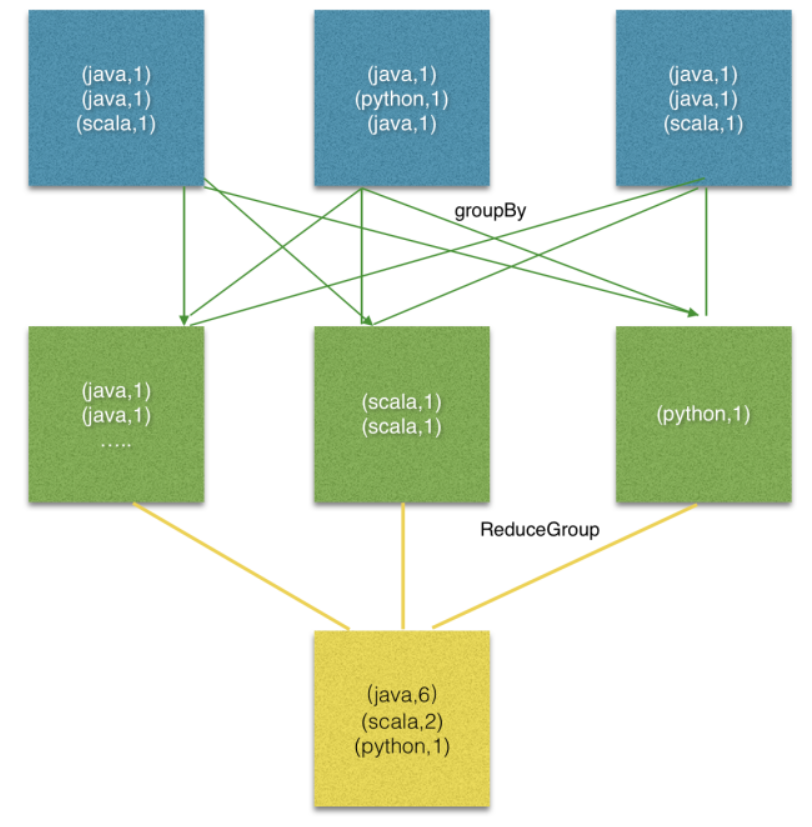 (java,1)
(java,1)
(scala,1)
(java,1)
(python,1)
(java,1)
(java,1)
(java,1)
(scala,1)
groupBy
(java,1)
(java,1)
.....
(scala,1)
(scala,1)
(python,1)
ReduceGroup
(java,6)
(scala,2)
(python,1)